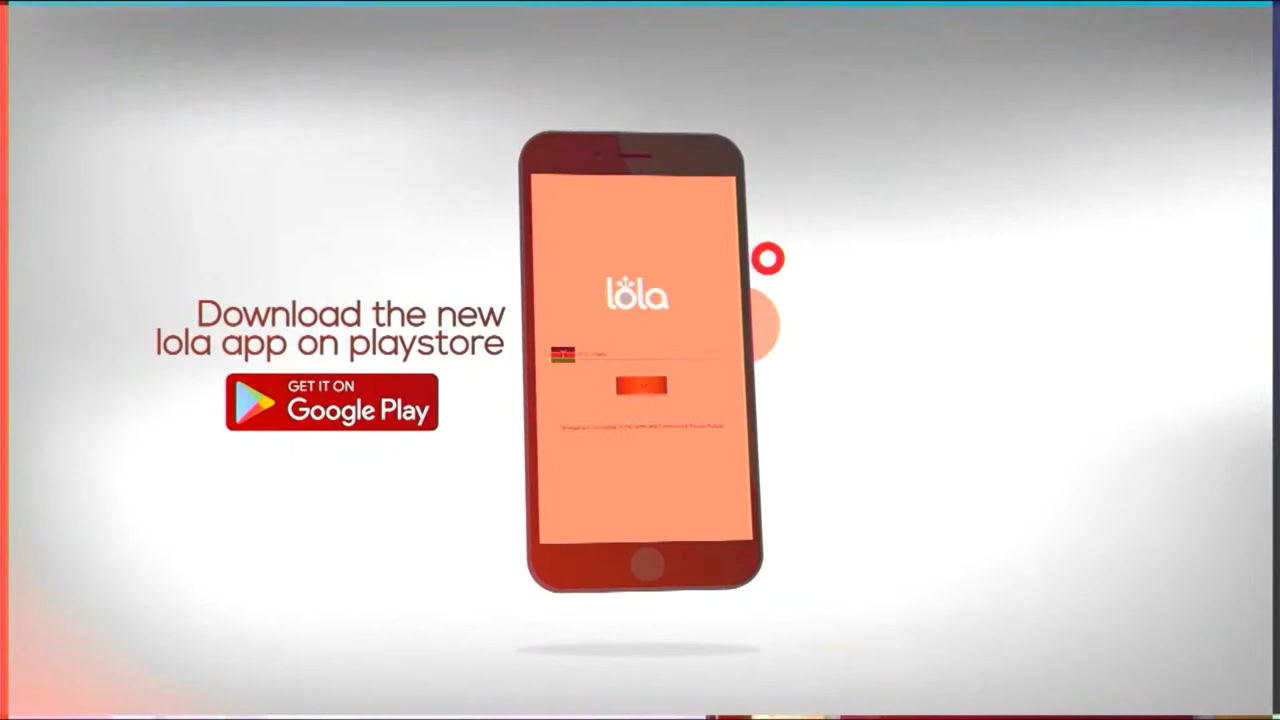 Download the new
lola app on playstore
GET IT ON
Google Play
lola